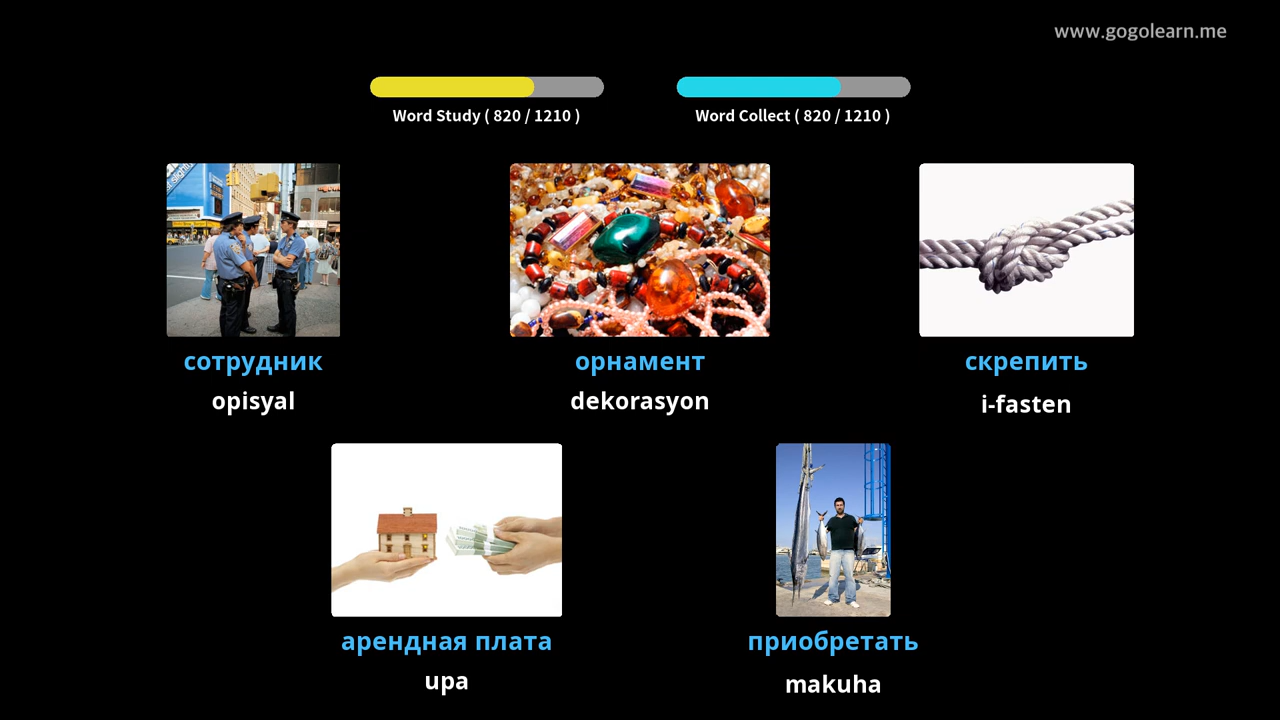 www.gogolearn.me
Word Study ( 820 / 1210 )
Word Collect ( 820 / 1210 )
сотрудник
opisyal
орнамент
dekorasyon
скрепить
i-fasten
арендная плата
upa
приобретать
makuha